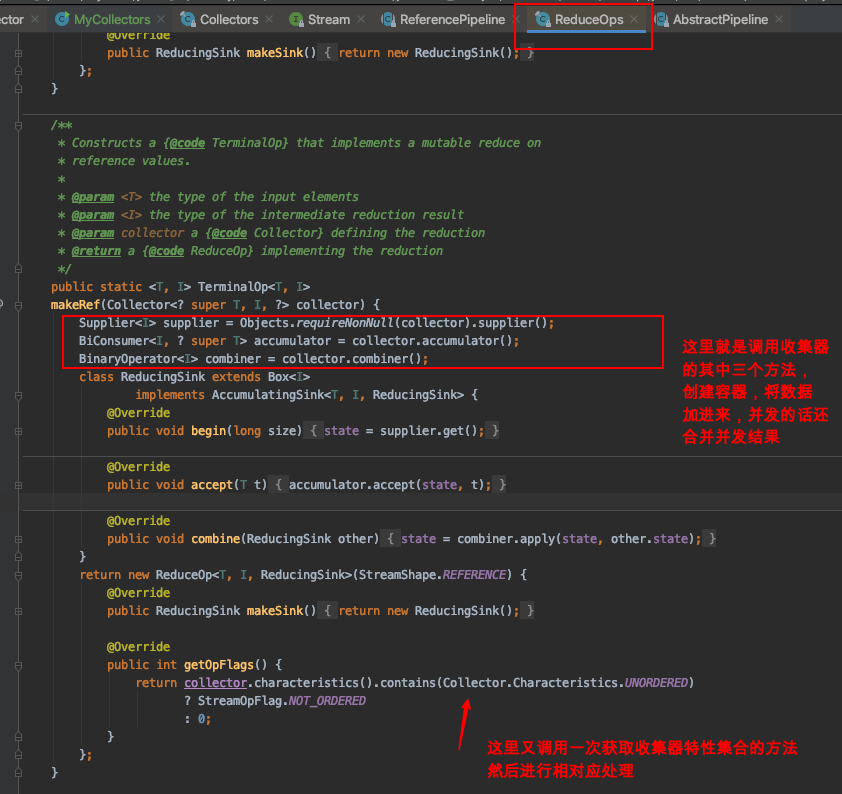 ctor × MyCollectors × Collectors × Stream × ReferencePipeline × ReduceOps × AbstractPipeline ×
@Override
public ReducingSink makeSink() { return new ReducingSink(); }
};
}
/**
* Constructs a {@code TerminalOp} that implements a mutable reduce on
* reference values.
*
* @param <T> the type of the input elements
* @param <I> the type of the intermediate reduction result
* @param collector a {@code Collector} defining the reduction
* @return a {@code ReduceOp} implementing the reduction
*/
public static <T, I> TerminalOp<T, I>
makeRef(Collector<? super T, I, ?> collector) {
Supplier<I> supplier = Objects.requireNonNull(collector).supplier();
BiConsumer<I, ? super T> accumulator = collector.accumulator();
BinaryOperator<I> combiner = collector.combiner();
这里就是调用收集器
的其中三个方法，
创建容器，将数据
加进来，并发的话还
合并并发结果
class ReducingSink extends Box<I>
implements AccumulatingSink<T, I, ReducingSink> {
@Override
public void begin(long size) { state = supplier.get(); }
@Override
public void accept(T t) { accumulator.accept(state, t); }
@Override
public void combine(ReducingSink other) { state = combiner.apply(state, other.state); }
}
return new ReduceOp<T, I, ReducingSink>(StreamShape.REFERENCE) {
@Override
public ReducingSink makeSink() { return new ReducingSink(); }
@Override
public int getOpFlags() {
return collector.characteristics().contains(Collector.Characteristics.UNORDERED)
? StreamOpFlag.NOT_ORDERED
: 0;
}
};
}
这里又调用一次获取收集器特性集合的方法
然后进行相对应处理